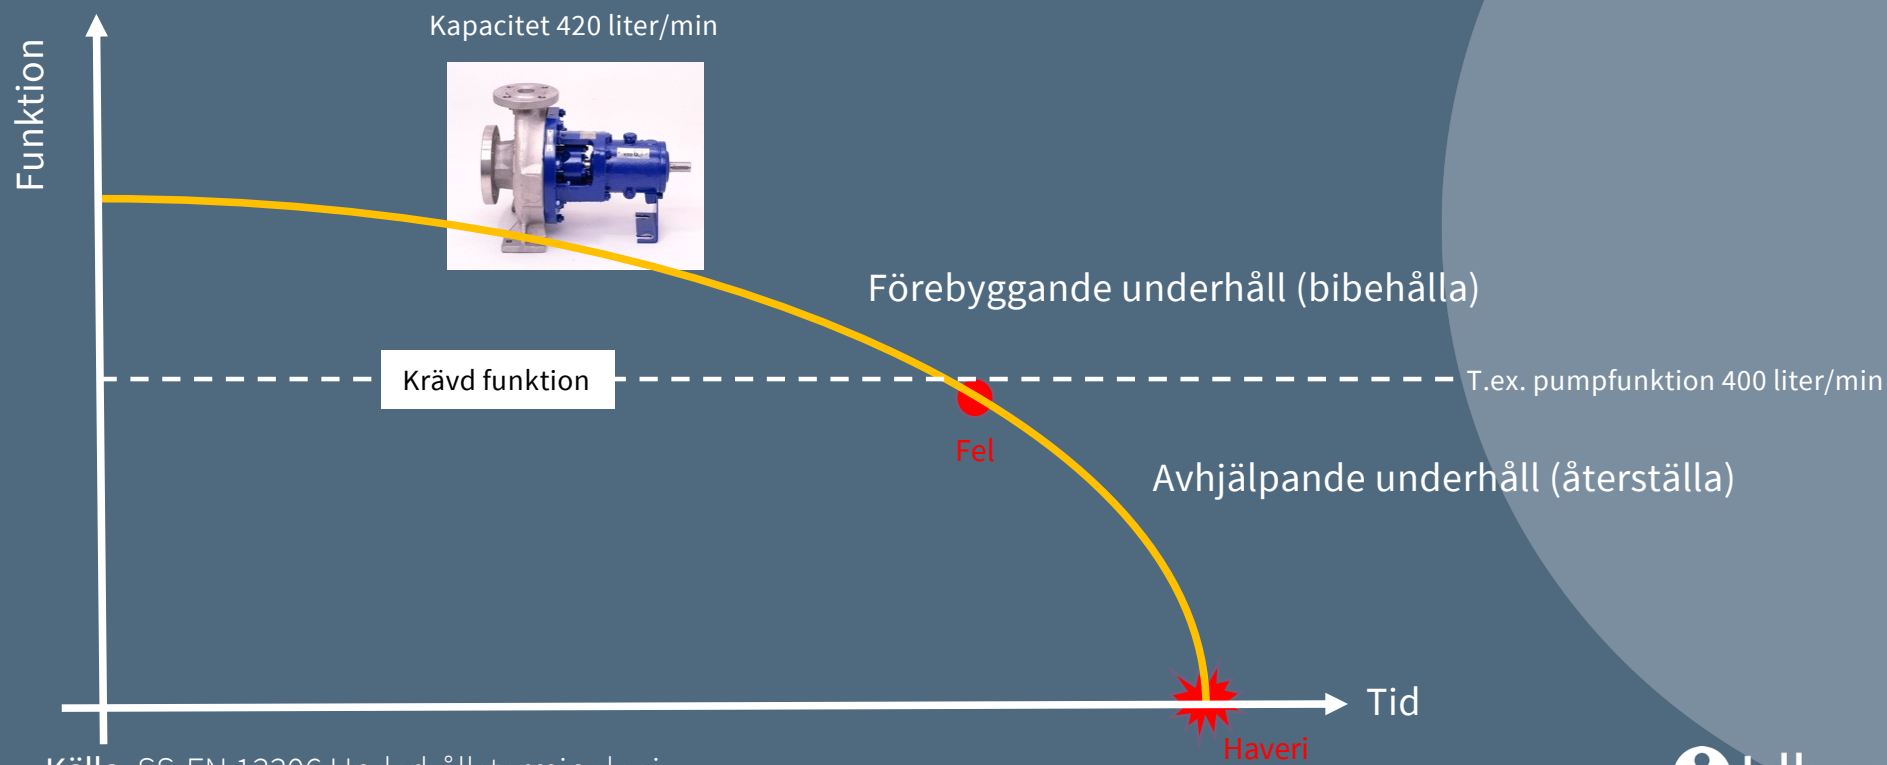 Kapacitet 420 liter/min
Funktion
Förebyggande underhåll (bibehålla)
Krävd funktion
T.ex. pumpfunktion 400 liter/min
Fel
Avhjälpande underhåll (återställa)
Tid
Haveri